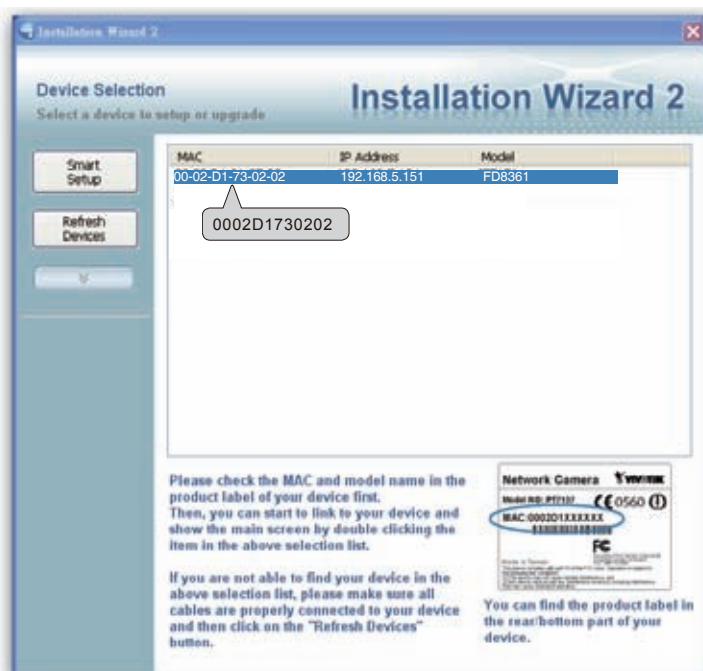 Installation Wizard 2
Device Selection
Select a device to setup or upgrade
Installation Wizard 2
Smart
Setup
Refresh
Devices
MAC IP Address Model
00-02-D1-73-02-02 192.168.5.151 FD8361
0002D1730202
Please check the MAC and model name in the
product label of your device first.
Then, you can start to link to your device and
show the main screen by double clicking the
item in the above selection list.
If you are not able to find your device in the
above selection list, please make sure all
cables are properly connected to your device
and then click on the "Refresh Devices"
button.
Network Camera VIVOTEK
Model NO: PT7137 CE0560
MAC:0002D1XXXXXX
FC
You can find the product label in
the rear/bottom part of your
device.